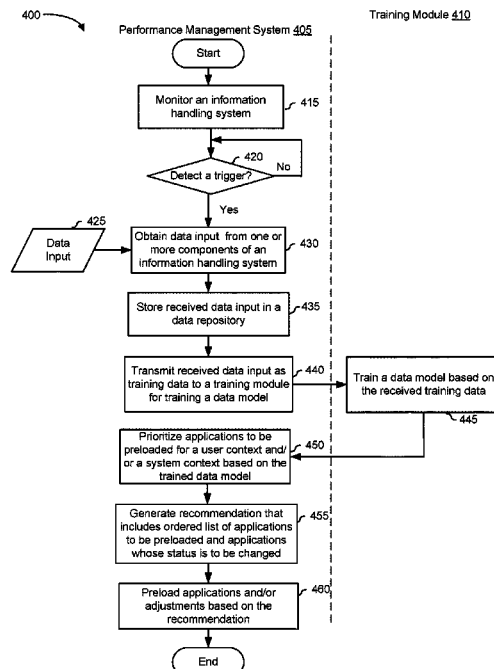 400
Performance Management System 405
Training Module 410
Start
Monitor an information
handling system
415
420
Detect a trigger?
No
Yes
425
Data
Input
Obtain data input from one or
more components of an
information handling system
430
Store received data input in a
data repository
435
Transmit received data input as
training data to a training module
for training a data model
440
Train a data model based on
the received training data
445
Prioritize applications to be
preloaded for a user context and/
or a system context based on the
trained data model
450
Generate recommendation that
includes ordered list of applications
to be preloaded and applications
whose status is to be changed
455
Preload applications and/or
adjustments based on the
recommendation
460
End